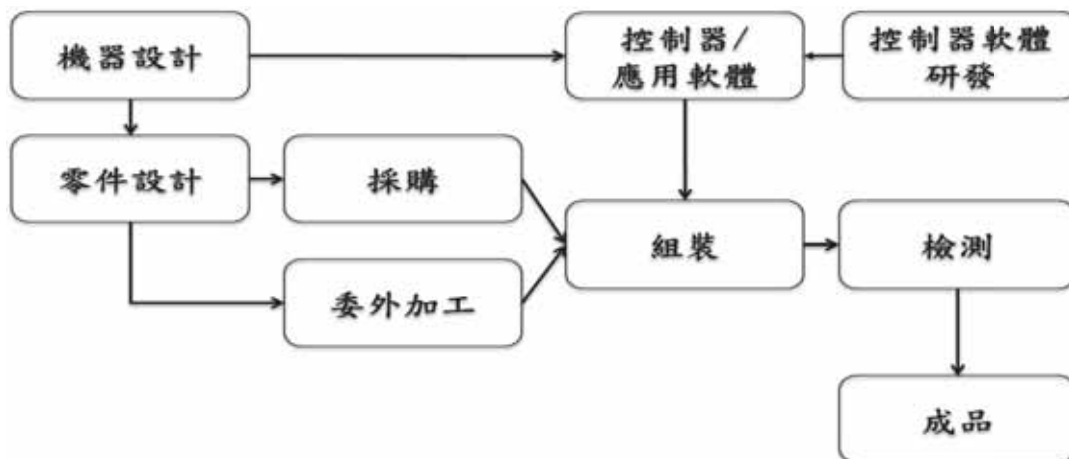 機器設計
控制器/
應用軟體
控制器軟體
研發
零件設計
採購
組裝
檢測
委外加工
成品